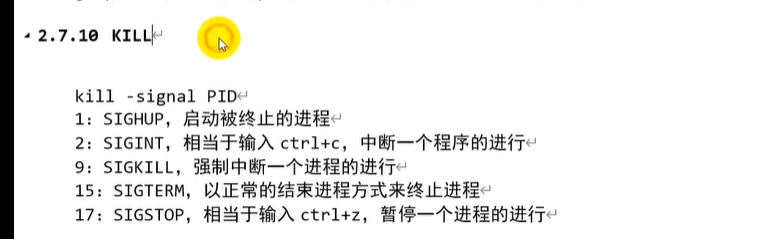 2.7.10 KILL
kill -signal PID
1: SIGHUP，启动被终止的进程
2: SIGINT，相当于输入 ctrl+c，中断一个程序的进行
9: SIGKILL，强制中断一个进程的进行
15: SIGTERM，以正常的结束进程方式来终止进程
17: SIGSTOP，相当于输入 ctrl+z，暂停一个进程的进行